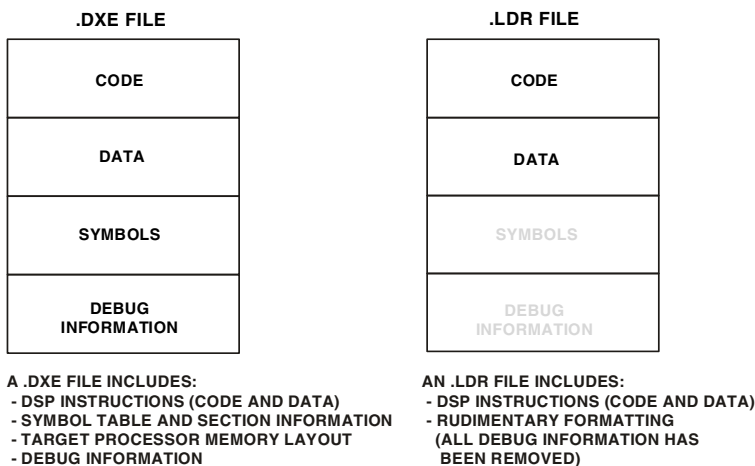 .DXE FILE
CODE
DATA
SYMBOLS
DEBUG
INFORMATION
A .DXE FILE INCLUDES:
- DSP INSTRUCTIONS (CODE AND DATA)
- SYMBOL TABLE AND SECTION INFORMATION
- TARGET PROCESSOR MEMORY LAYOUT
- DEBUG INFORMATION
.LDR FILE
CODE
DATA
SYMBOLS
DEBUG
INFORMATION
AN .LDR FILE INCLUDES:
- DSP INSTRUCTIONS (CODE AND DATA)
- RUDIMENTARY FORMATTING
(ALL DEBUG INFORMATION HAS
BEEN REMOVED)